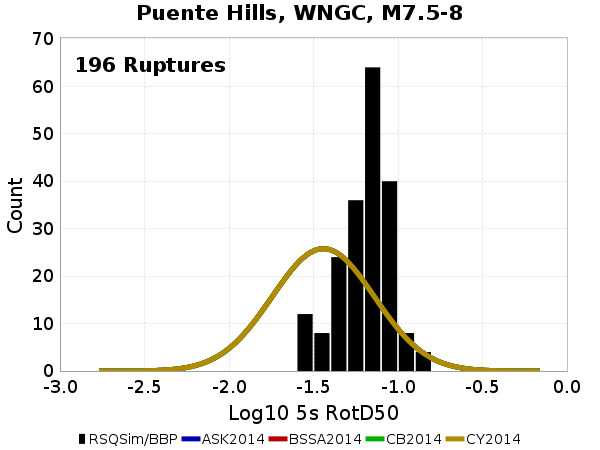 Puente Hills, WNGC, M7.5-8
196 Ruptures
Count
70
60
50
40
30
20
10
0
-3.0 -2.5 -2.0 -1.5 -1.0 -0.5 0.0
Log10 5s RotD50
RSQSim/BBP ASK2014 BSSA2014 CB2014 CY2014